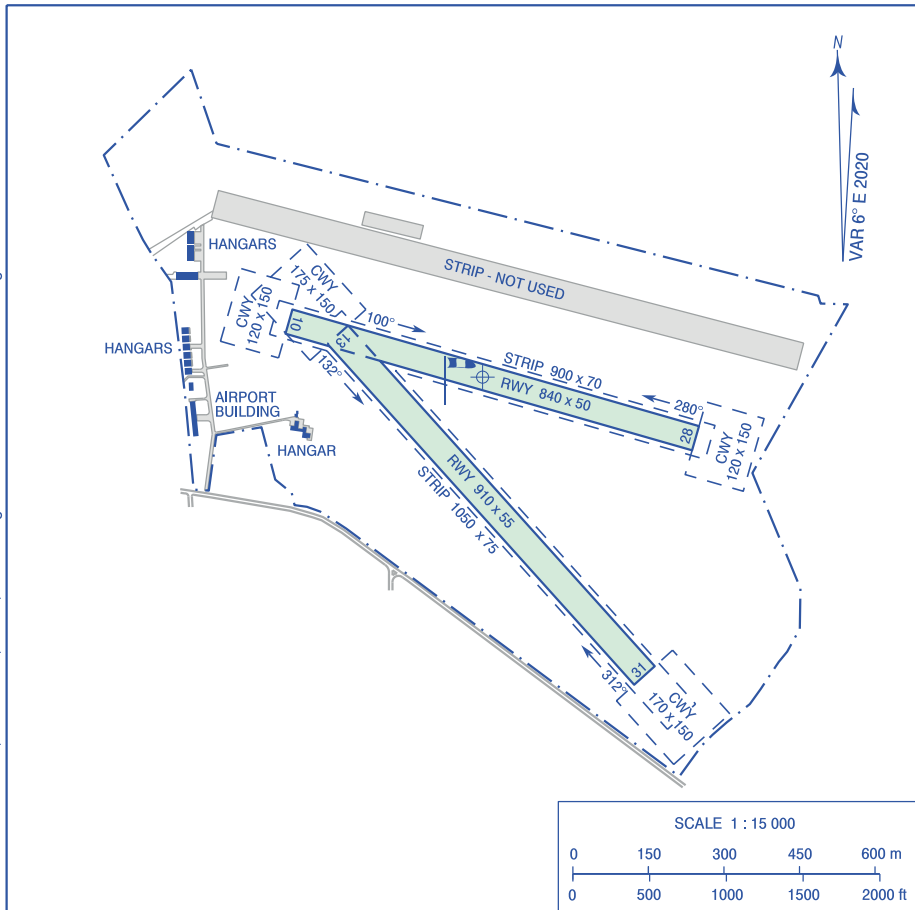 N
VAR 6° E 2020
HANGARS
STRIP - NOT USED
CWY
175 x 150
CWY
120 x 150
10
100°
13
HANGARS
132°
STRIP 900 x 70
RWY 840 x 50
280°
28
CWY
120 x 150
AIRPORT
BUILDING
HANGAR
RWY 910 x 55
STRIP 1050 x 75
31
312°
CWY
170 x 150
SCALE 1 : 15 000
0 150 300 450 600 m
0 500 1000 1500 2000 ft